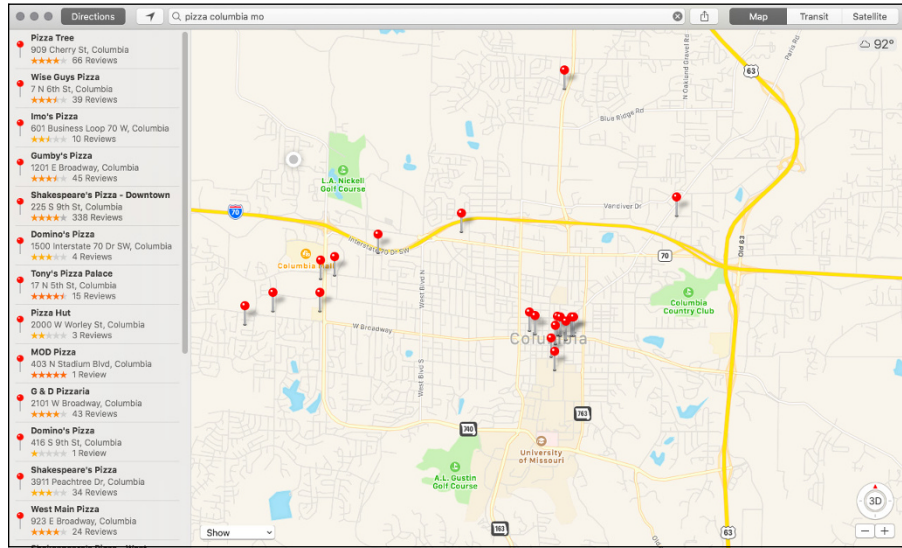 Directions
pizza columbia mo
Map
Transit
Satellite
Pizza Tree
909 Cherry St, Columbia
66 Reviews
Wise Guys Pizza
7 N 6th St, Columbia
39 Reviews
Imo's Pizza
601 Business Loop 70 W, Columbia
10 Reviews
Gumby's Pizza
1201 E Broadway, Columbia
45 Reviews
Shakespeare's Pizza - Downtown
225 S 9th St, Columbia
338 Reviews
Domino's Pizza
1500 Interstate 70 Dr SW, Columbia
4 Reviews
Tony's Pizza Palace
17 N 5th St, Columbia
15 Reviews
Pizza Hut
2000 W Worley St, Columbia
3 Reviews
MOD Pizza
403 N Stadium Blvd, Columbia
1 Review
G & D Pizzaria
2101 W Broadway, Columbia
43 Reviews
Domino's Pizza
416 S 9th St, Columbia
1 Review
Shakespeare's Pizza
3911 Peachtree Dr, Columbia
34 Reviews
West Main Pizza
923 E Broadway, Columbia
24 Reviews
92°
Paris Rd
N Oakland Gravel Rd
63
Blue Ridge Rd
L.A. Nickell
Golf Course
Vandiver Dr
70
Interstate 70 Dr SW
Old 63
70
Columbia
West Blvd N
Columbia
Country Club
W Broadway
Columbia
West Blvd S
763
740
University
of Missouri
A.L. Gustin
Golf Course
3D
Show
163
63